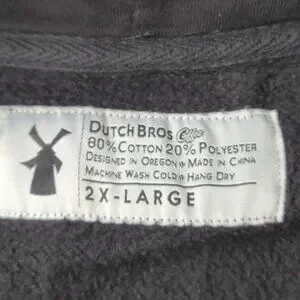 DUTCH BROS Coffee
80% COTTON 20% POLYESTER
DESIGNED IN OREGON MADE IN CHINA
MACHINE WASH COLD HANG DRY
2X-LARGE